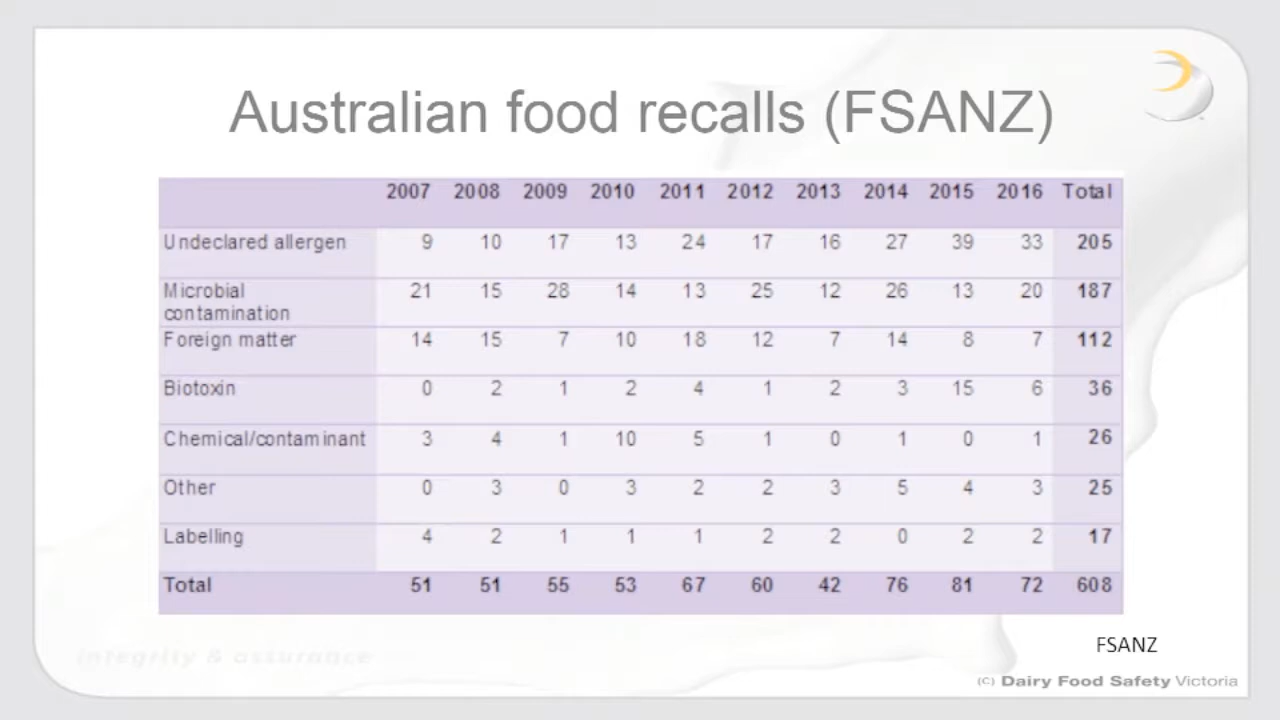 Australian food recalls (FSANZ)
2007 2008 2009 2010 2011 2012 2013 2014 2015 2016 Total
Undeclared allergen 9 10 17 13 24 17 16 27 39 33 205
Microbial
contamination 21 15 28 14 13 25 12 26 13 20 187
Foreign matter 14 15 7 10 18 12 7 14 8 7 112
Biotoxin 0 2 1 2 4 1 2 3 15 6 36
Chemical/contaminant 3 4 1 10 5 1 0 1 0 1 26
Other 0 3 0 3 2 2 3 5 4 3 25
Labelling 4 2 1 1 1 2 2 0 2 2 17
Total 51 51 55 53 67 60 42 76 81 72 608
FSANZ
integrity & assurance
(C) Dairy Food Safety Victoria